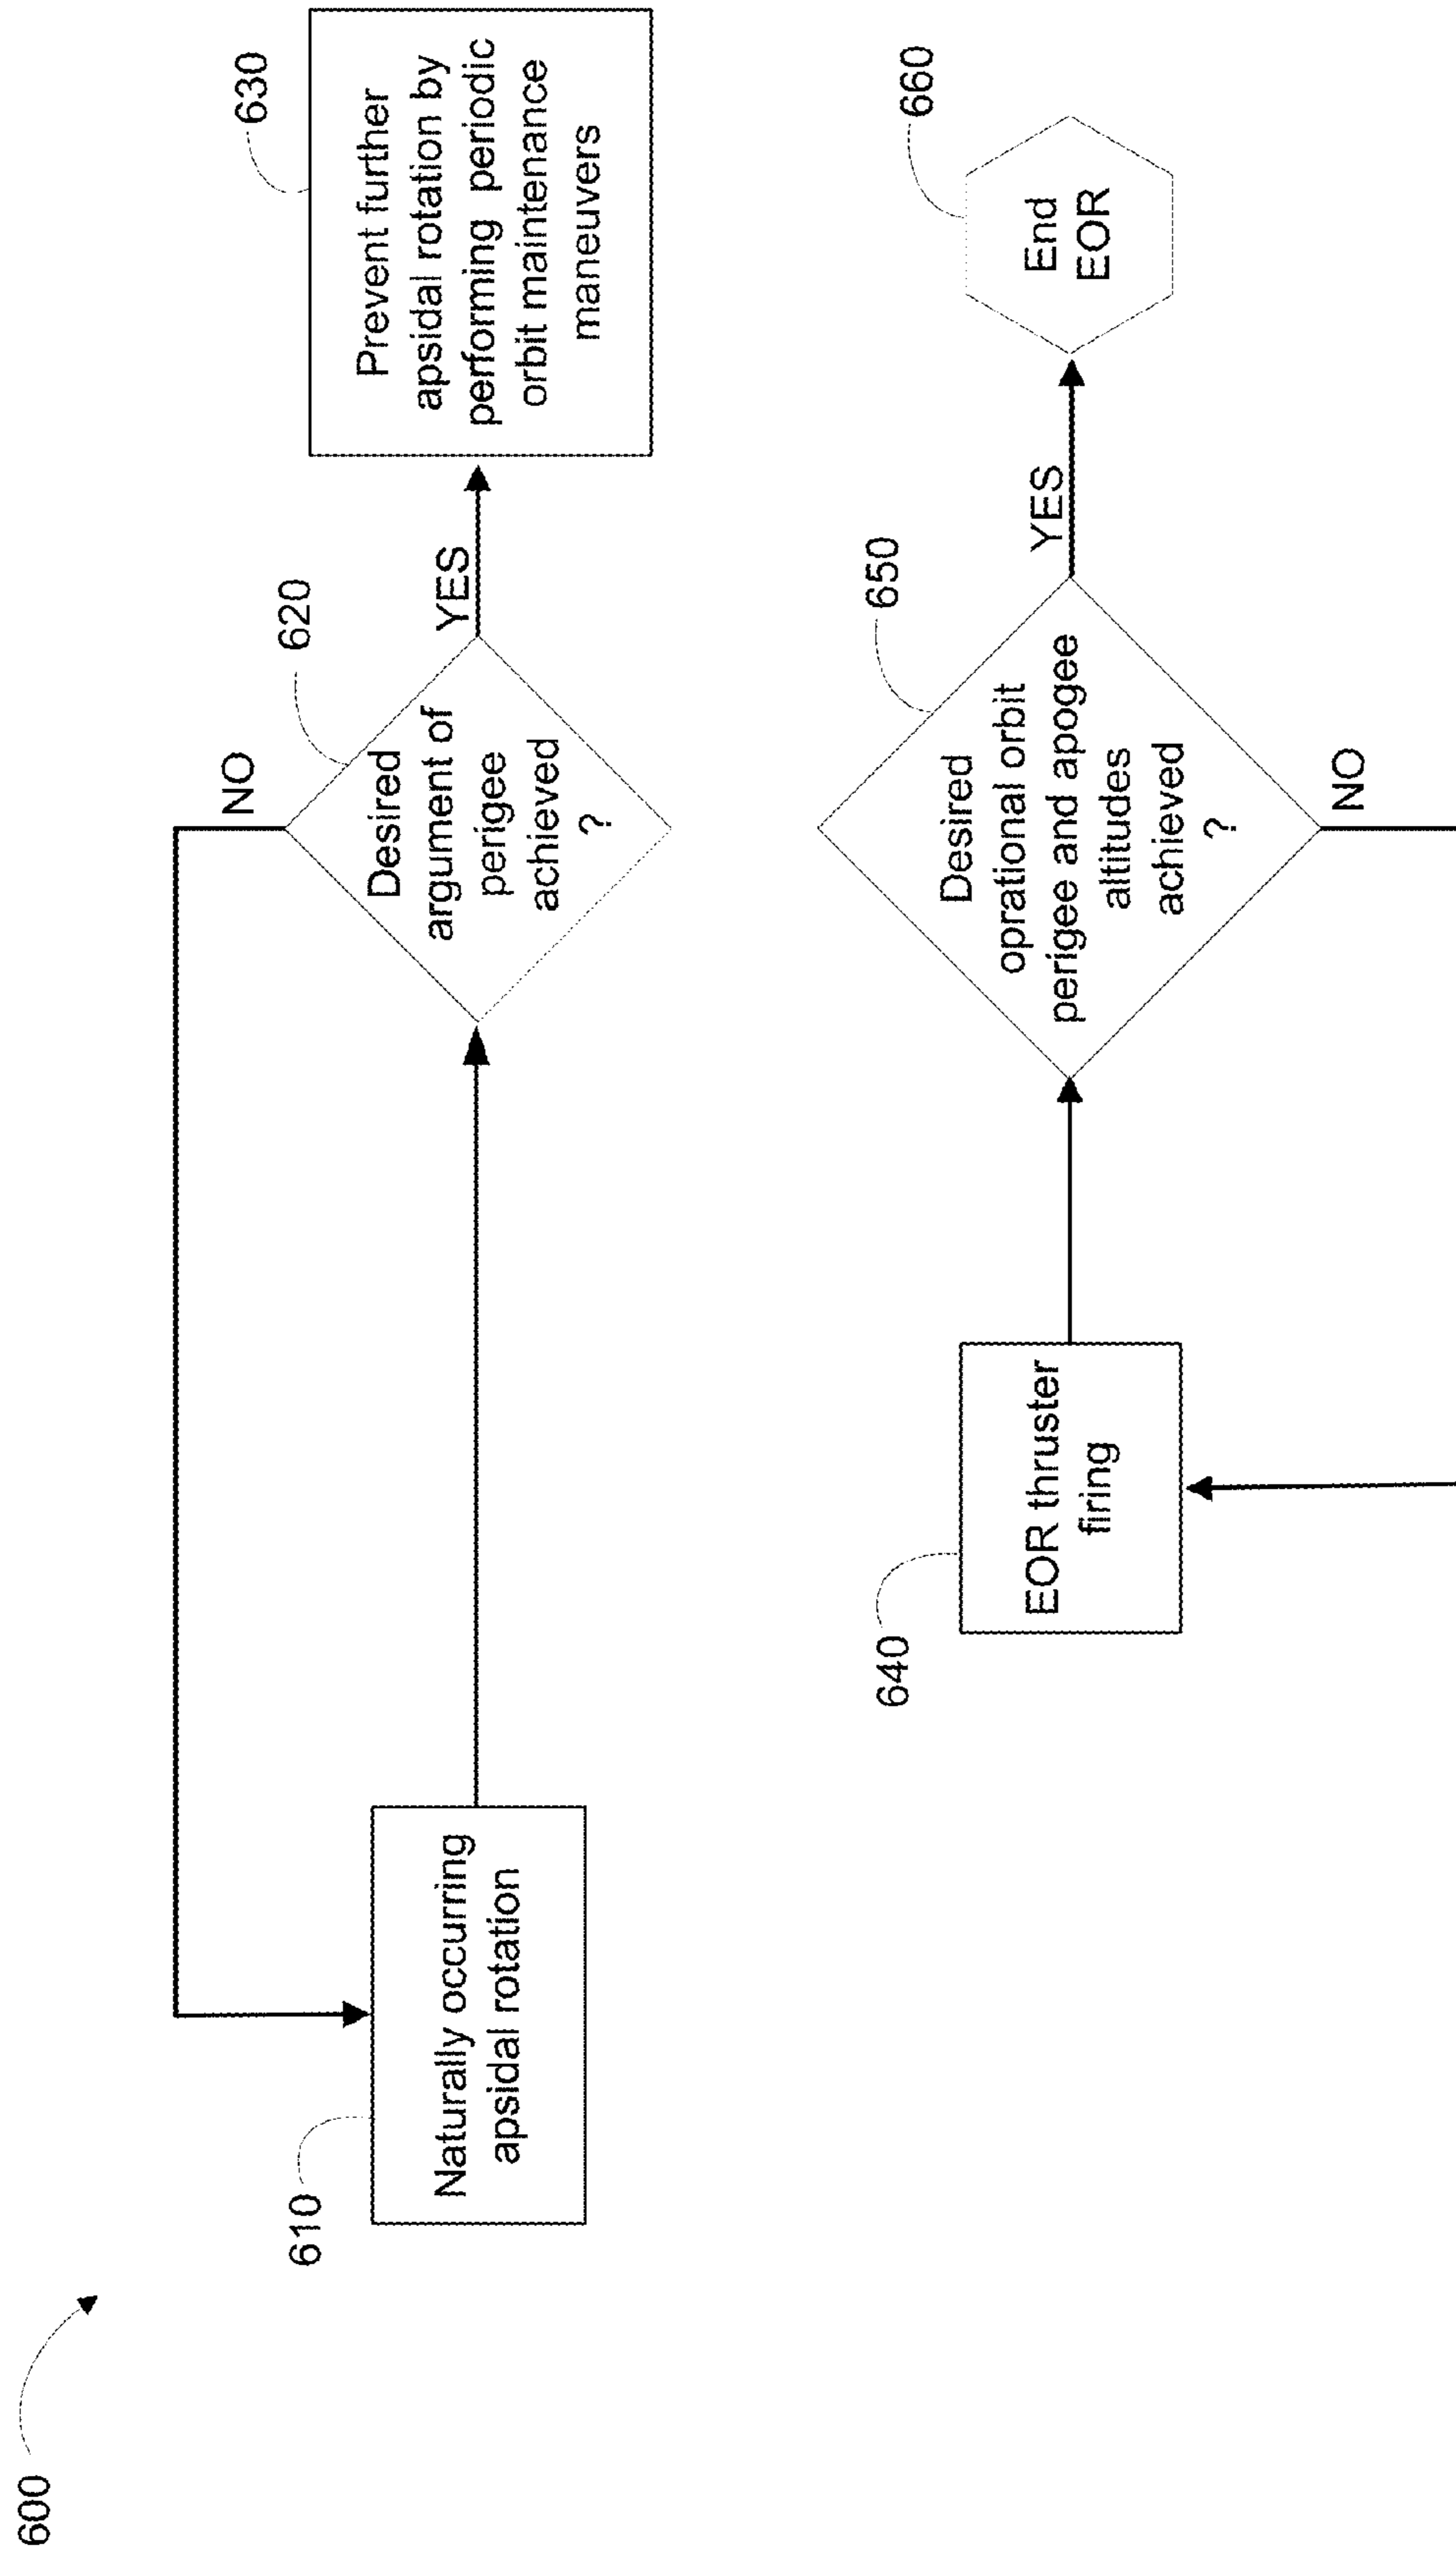 600
610
Naturally occurring
apsidal rotation
NO
620
Desired
argument of
perigee
achieved
?
YES
630
Prevent further
apsidal rotation by
performing periodic
orbit maintenance
maneuvers
640
EOR thruster
firing
650
Desired
oprational orbit
perigee and apogee
altitudes
achieved
?
NO
YES
660
End
EOR